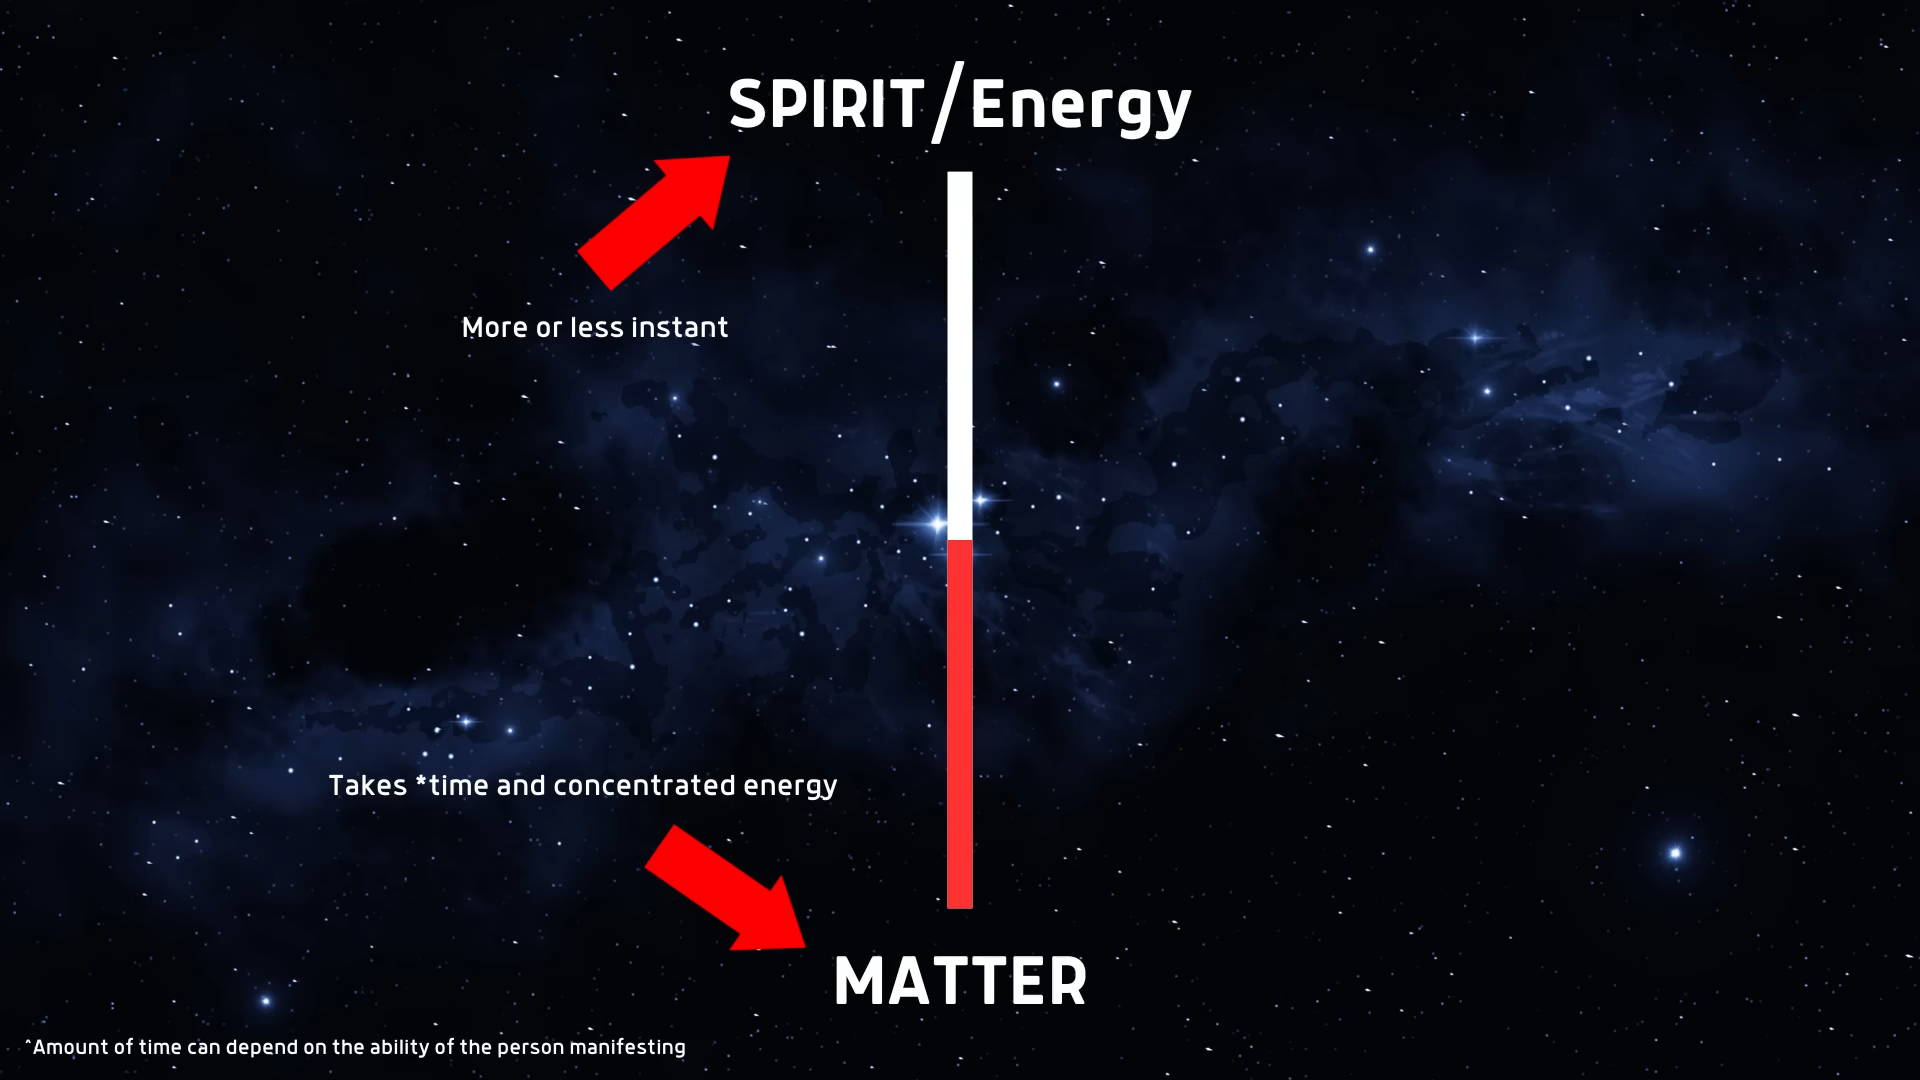 SPIRIT/Energy
More or less instant
Takes *time and concentrated energy
MATTER
*Amount of time can depend on the ability of the person manifesting